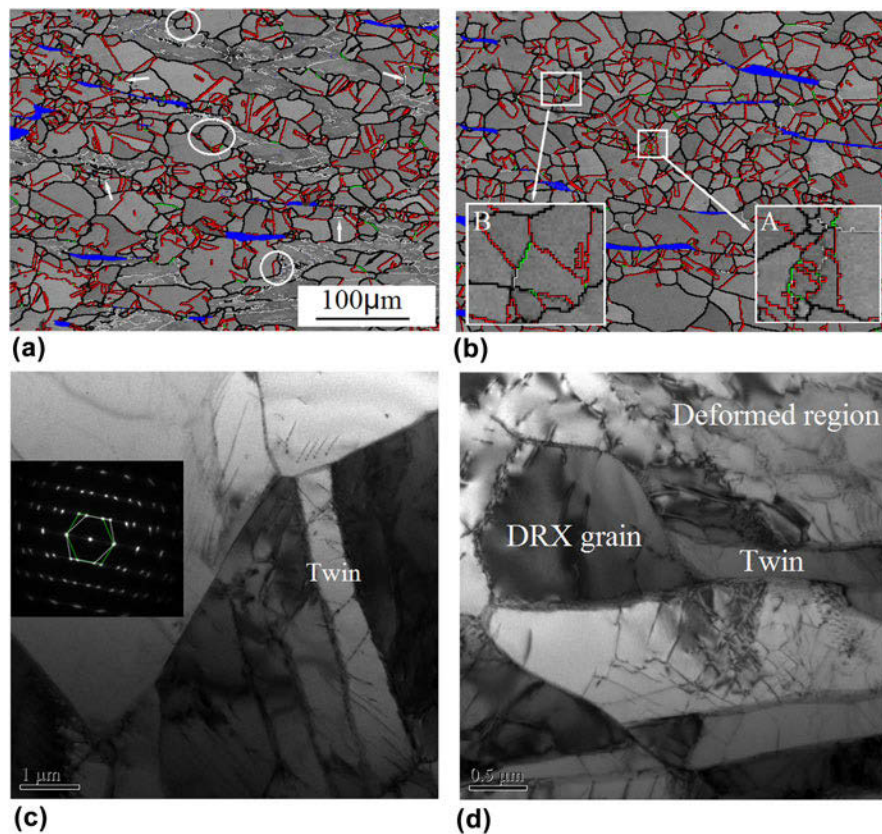 100μm
(a)
B
A
(b)
Twin
1 μm
(c)
Deformed region
DRX grain
Twin
0.5 μm
(d)